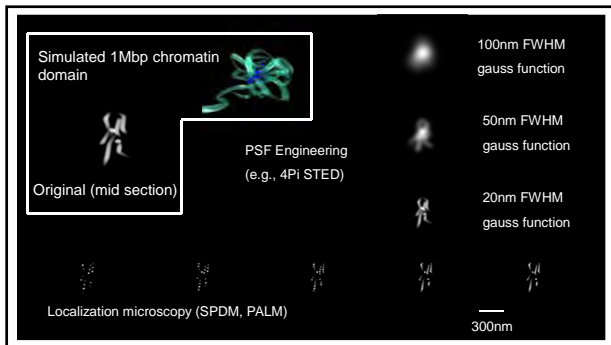 Simulated 1Mbp chromatin
domain
Original (mid section)
PSF Engineering
(e.g., 4Pi STED)
100nm FWHM
gauss function
50nm FWHM
gauss function
20nm FWHM
gauss function
Localization microscopy (SPDM, PALM)
300nm